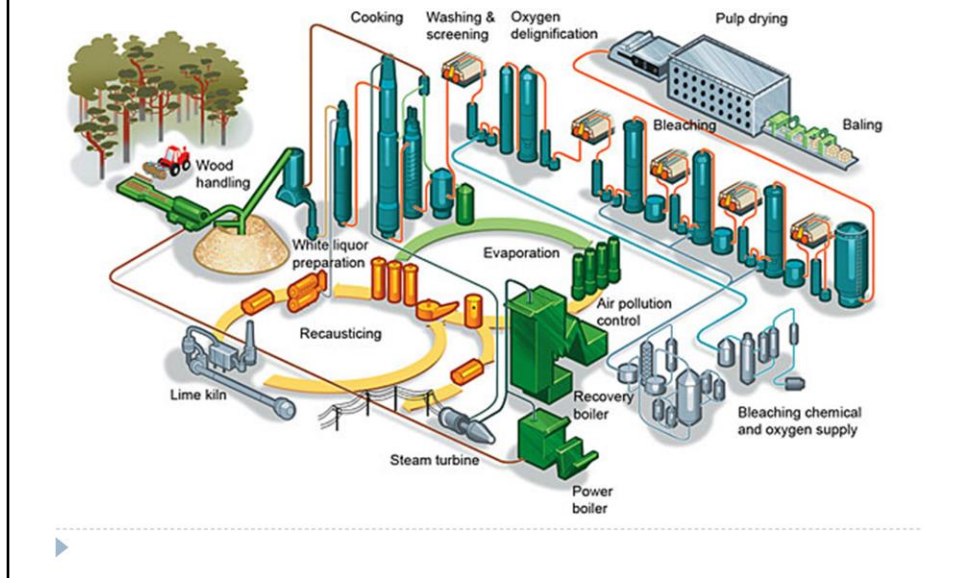 Cooking
Washing &
screening
Oxygen
delignification
Pulp drying
Bleaching
Baling
Wood
handling
White liquor
preparation
Evaporation
Air pollution
control
Recausticing
Lime kiln
Recovery
boiler
Bleaching chemical
and oxygen supply
Steam turbine
Power
boiler